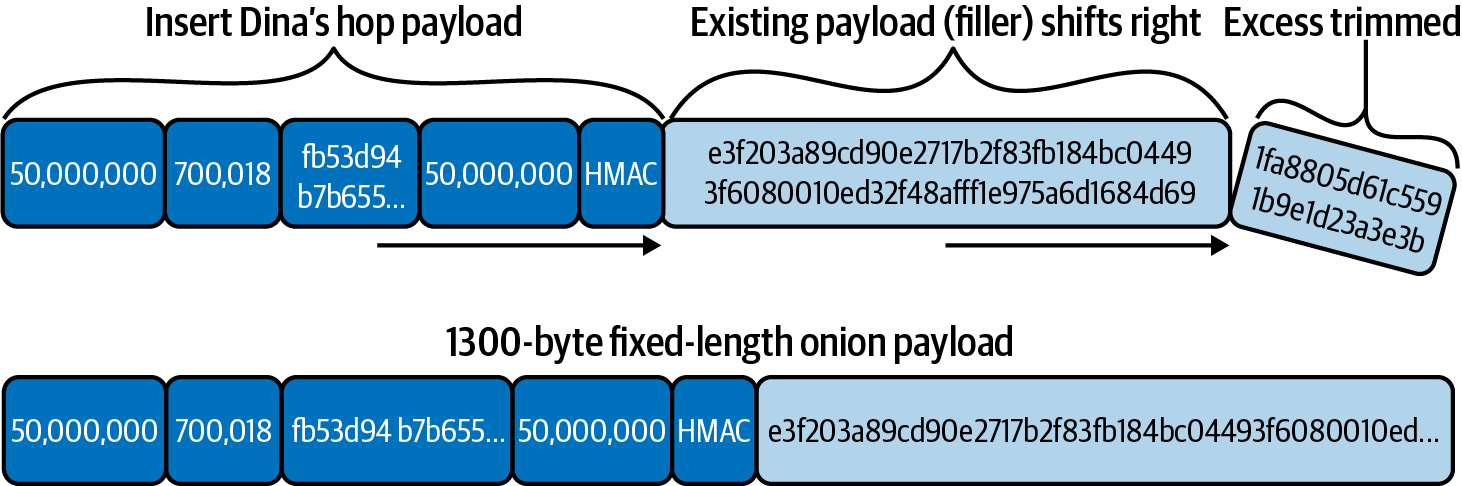 Insert Dina's hop payload
Existing payload (filler) shifts right
Excess trimmed
50,000,000
700,018
fb53d94
b7b655...
50,000,000
HMAC
e3f203a89cd90e2717b2f83fb184bc0449
3f6080010ed32f48afff1e975a6d1684d69
1fa8805d61c559
1b9e1d23a3e3b
1300-byte fixed-length onion payload
50,000,000
700,018
fb53d94 b7b655...
50,000,000
HMAC
e3f203a89cd90e2717b2f83fb184bc04493f6080010ed...